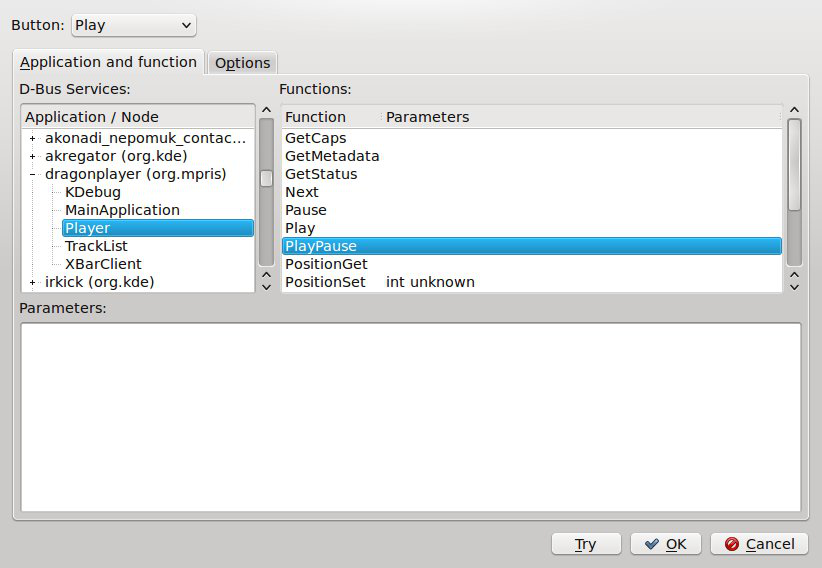 Button: Play
Application and function Options
D-Bus Services:
Application / Node
akonadi_nepomuk_contac...
akregator (org.kde)
dragonplayer (org.mpris)
KDebug
MainApplication
Player
TrackList
XBarClient
irkick (org.kde)
Functions:
Function Parameters
GetCaps
GetMetadata
GetStatus
Next
Pause
Play
PlayPause
PositionGet
PositionSet int unknown
Parameters:
Try OK Cancel